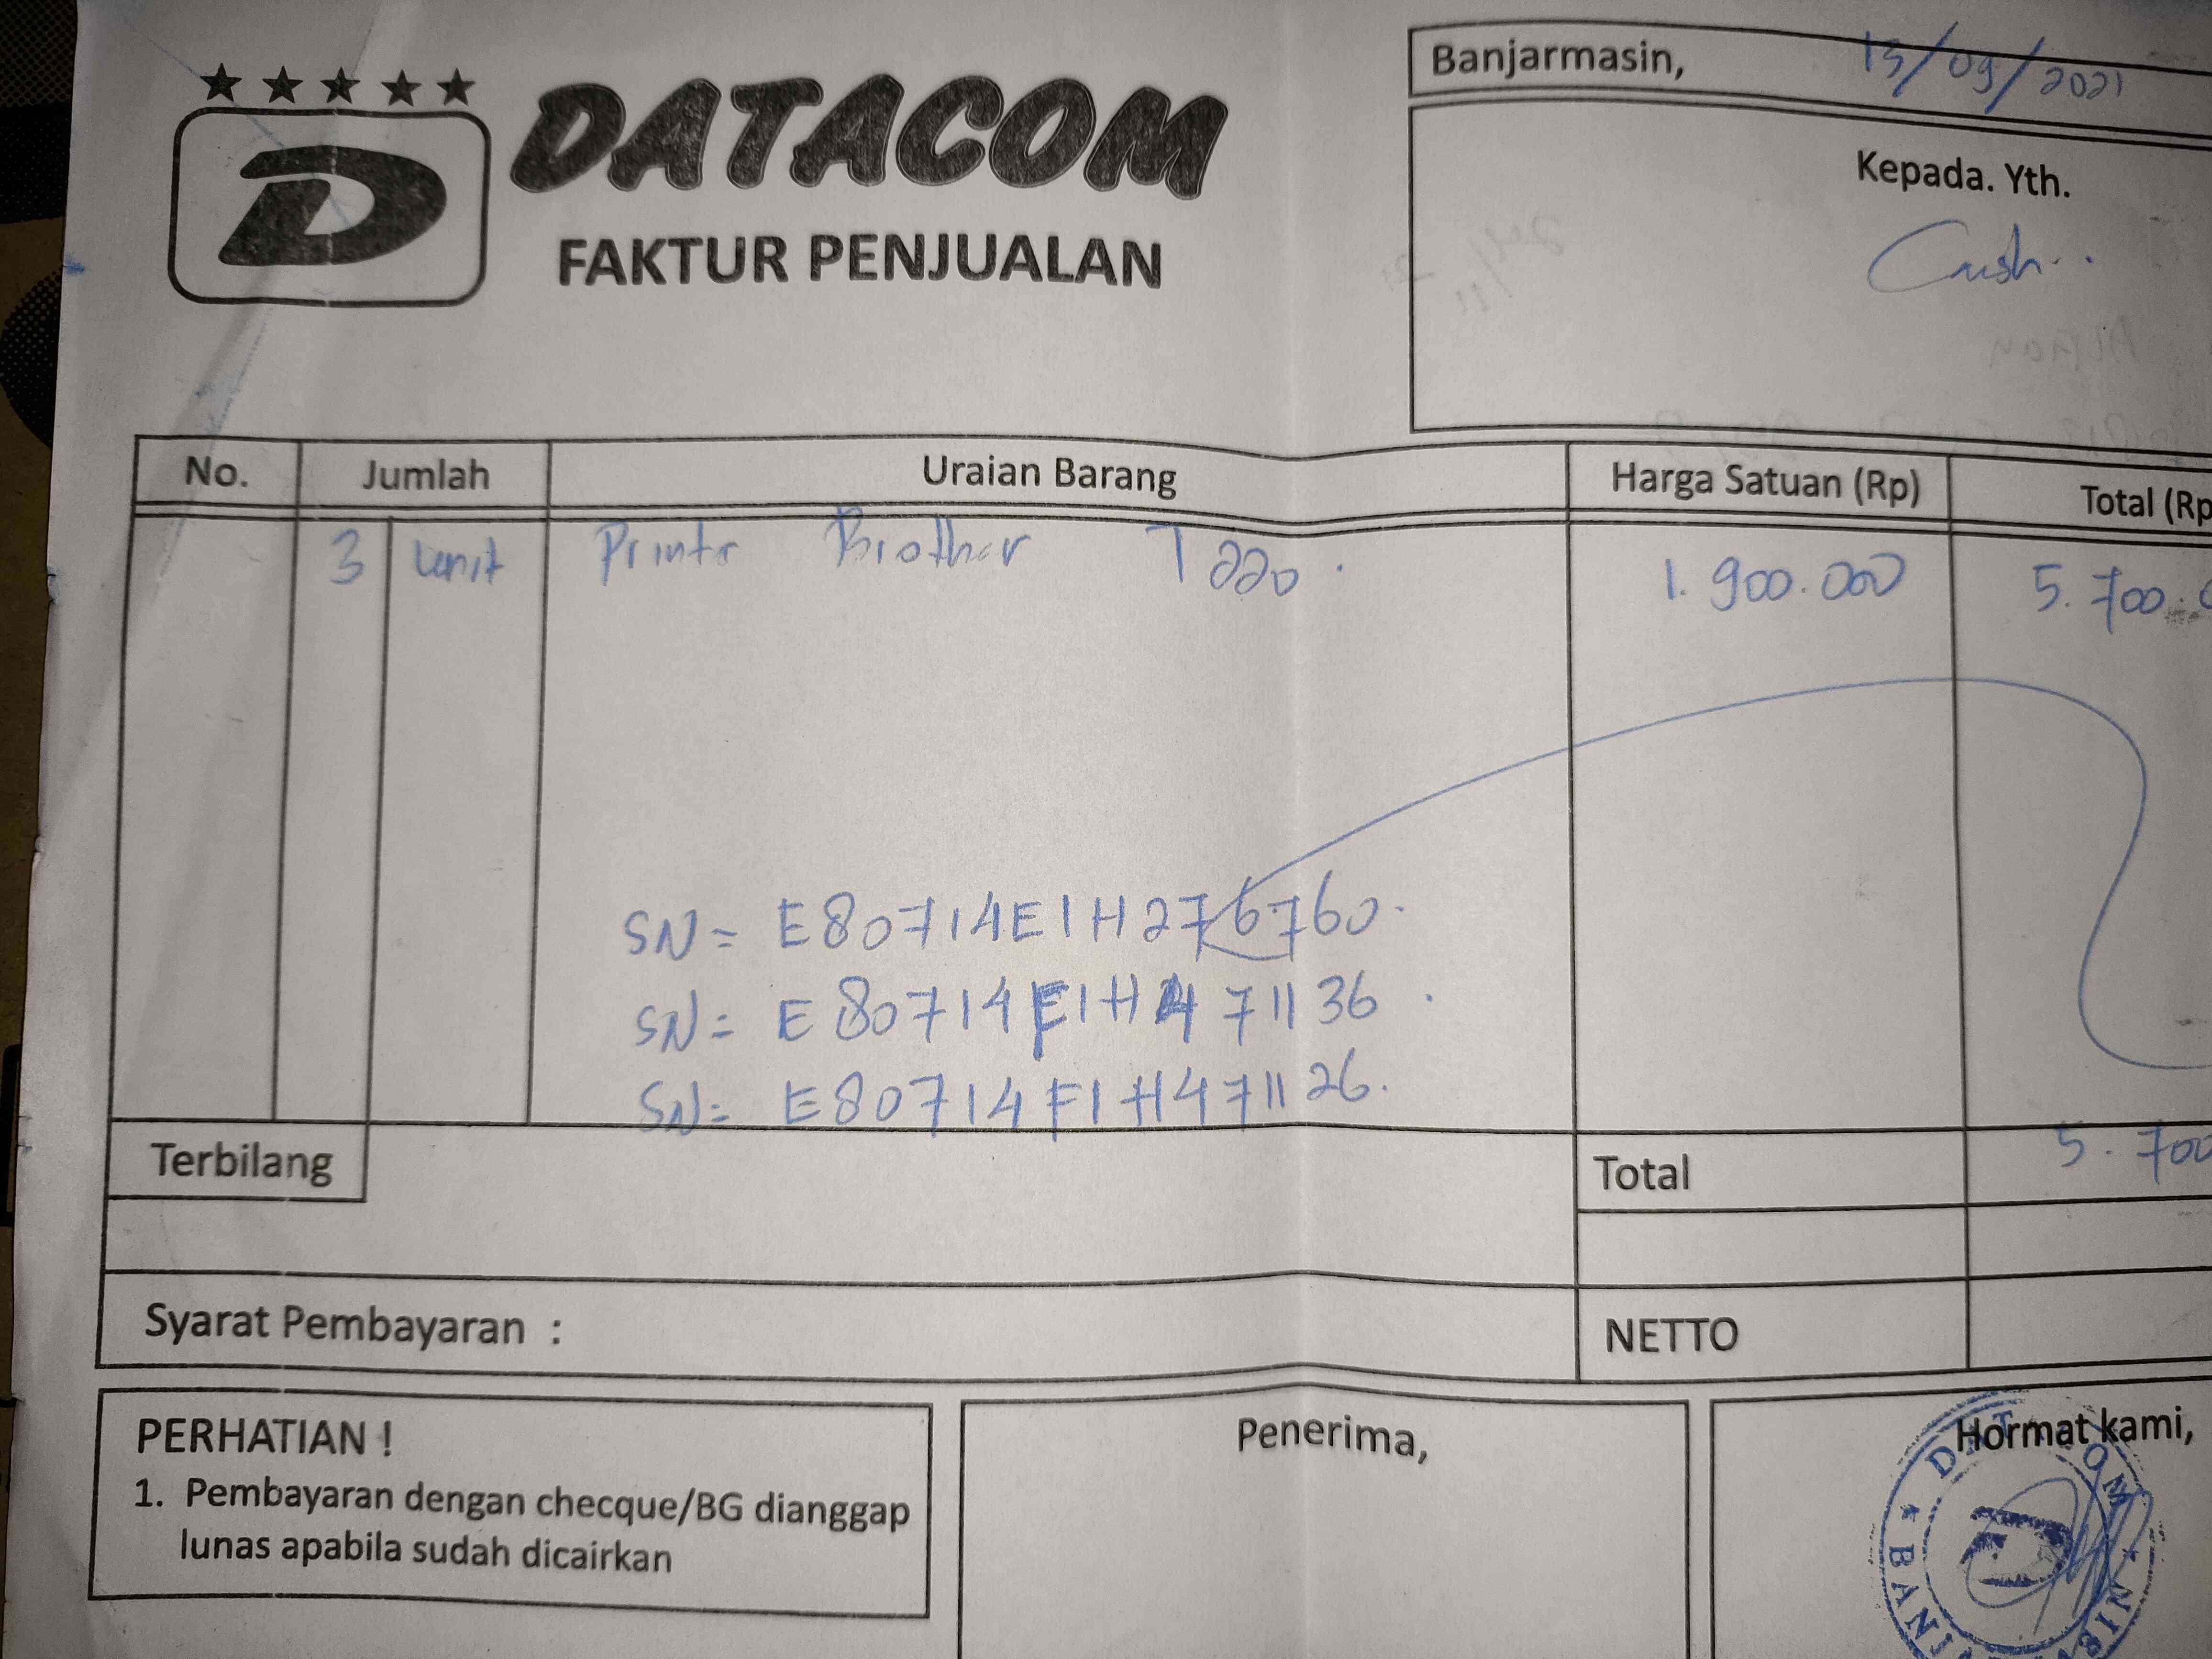 DATACOM
FAKTUR PENJUALAN
Banjarmasin, 13/09/2021
Kepada. Yth.
Cash..
No. Jumlah Uraian Barang Harga Satuan (Rp) Total (Rp
3 unit Printer Brother T220. 1.900.000 5.700.
SN= E80714E1H276760.
SN= E80714F1H471136.
SN= E80714F1H471126.
Terbilang
Total 5.700
Syarat Pembayaran :
NETTO
PERHATIAN !
1. Pembayaran dengan checque/BG dianggap
lunas apabila sudah dicairkan
Penerima,
Hormat kami,